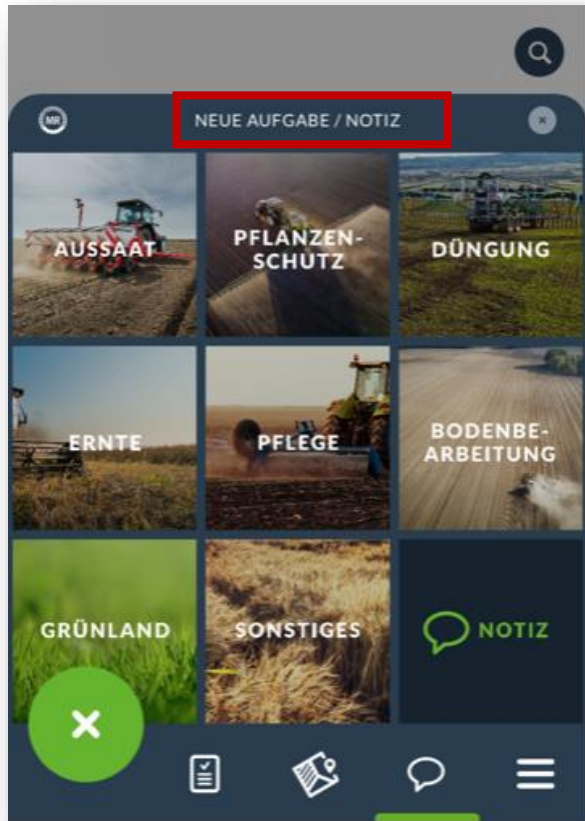 MR
NEUE AUFGABE / NOTIZ
AUSSAAT
PFLANZEN-
SCHUTZ
DÜNGUNG
ERNTE
PFLEGE
BODENBE-
ARBEITUNG
GRÜNLAND
SONSTIGES
NOTIZ